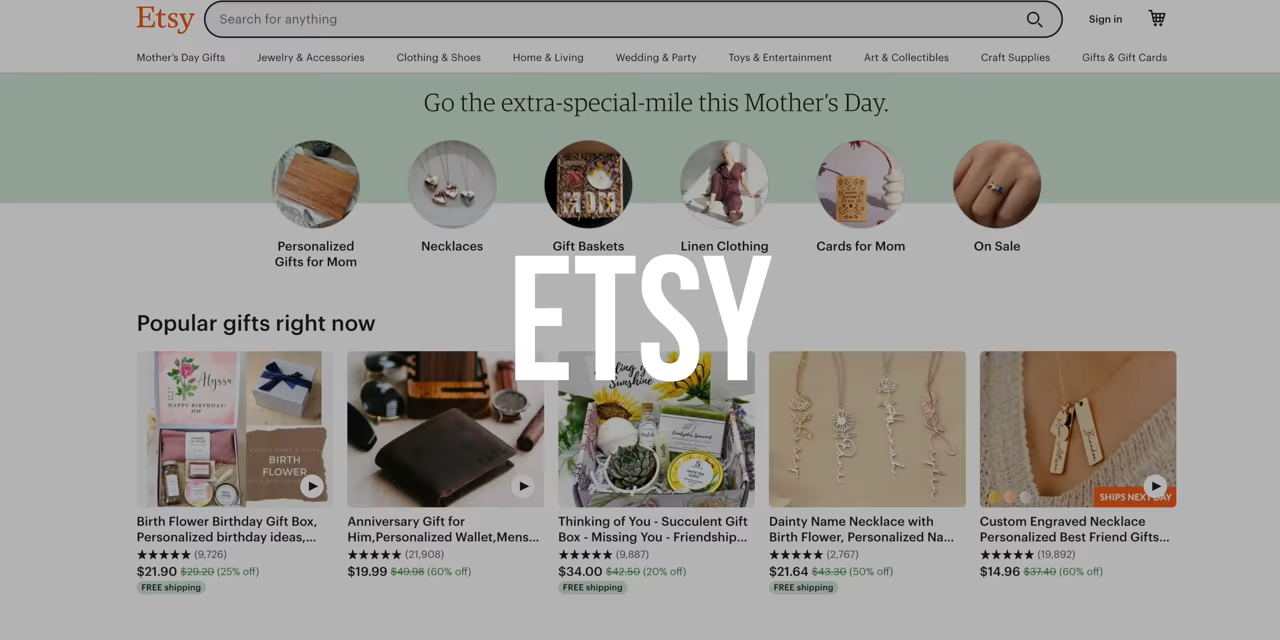 Etsy
Search for anything
Sign in
Mother's Day Gifts
Jewelry & Accessories
Clothing & Shoes
Home & Living
Wedding & Party
Toys & Entertainment
Art & Collectibles
Craft Supplies
Gifts & Gift Cards
Go the extra-special-mile this Mother's Day.
Personalized
Gifts for Mom
Necklaces
Gift Baskets
Linen Clothing
Cards for Mom
On Sale
ETSY
Popular gifts right now
Alyssa
HAPPY BIRTHDAY!
BIRTH
FLOWER
Sunshine
SHIPS NEXT DAY
Birth Flower Birthday Gift Box,
Personalized birthday ideas,...
(9,726)
$21.90 $29.20 (25% off)
FREE shipping
Anniversary Gift for
Him,Personalized Wallet,Mens...
(21,908)
$19.99 $49.98 (60% off)
Thinking of You - Succulent Gift
Box - Missing You - Friendship...
(9,887)
$34.00 $42.50 (20% off)
FREE shipping
Dainty Name Necklace with
Birth Flower, Personalized Na...
(2,767)
$21.64 $43.30 (50% off)
FREE shipping
Custom Engraved Necklace
Personalized Best Friend Gifts...
(19,892)
$14.96 $37.40 (60% off)